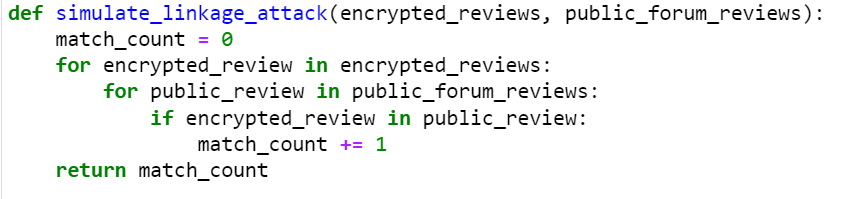 def simulate_linkage_attack(encrypted_reviews, public_forum_reviews):
    match_count = 0
    for encrypted_review in encrypted_reviews:
        for public_review in public_forum_reviews:
            if encrypted_review in public_review:
                match_count += 1
    return match_count